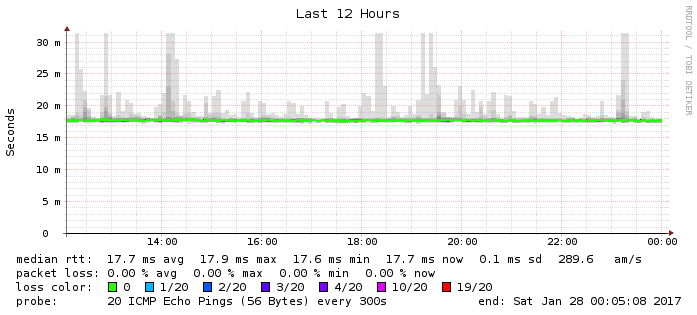 Last 12 Hours
RRDTOOL / TOBI OETIKER
Seconds
30 m
25 m
20 m
15 m
10 m
5 m
0
14:00 16:00 18:00 20:00 22:00 00:00
median rtt: 17.7 ms avg 17.9 ms max 17.6 ms min 17.7 ms now 0.1 ms sd 289.6 am/s
packet loss: 0.00 % avg 0.00 % max 0.00 % min 0.00 % now
loss color: 0 1/20 2/20 3/20 4/20 10/20 19/20
probe: 20 ICMP Echo Pings (56 Bytes) every 300s end: Sat Jan 28 00:05:08 2017